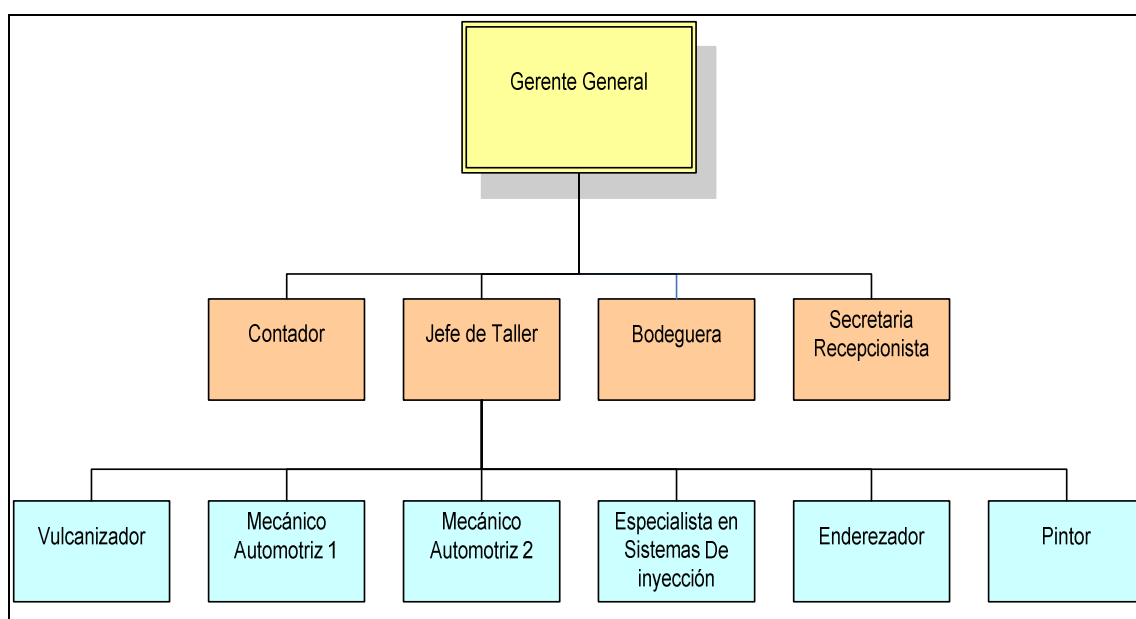 Gerente General
Contador
Jefe de Taller
Bodeguera
Secretaria
Recepcionista
Vulcanizador
Mecánico
Automotriz 1
Mecánico
Automotriz 2
Especialista en
Sistemas De
inyección
Enderezador
Pintor